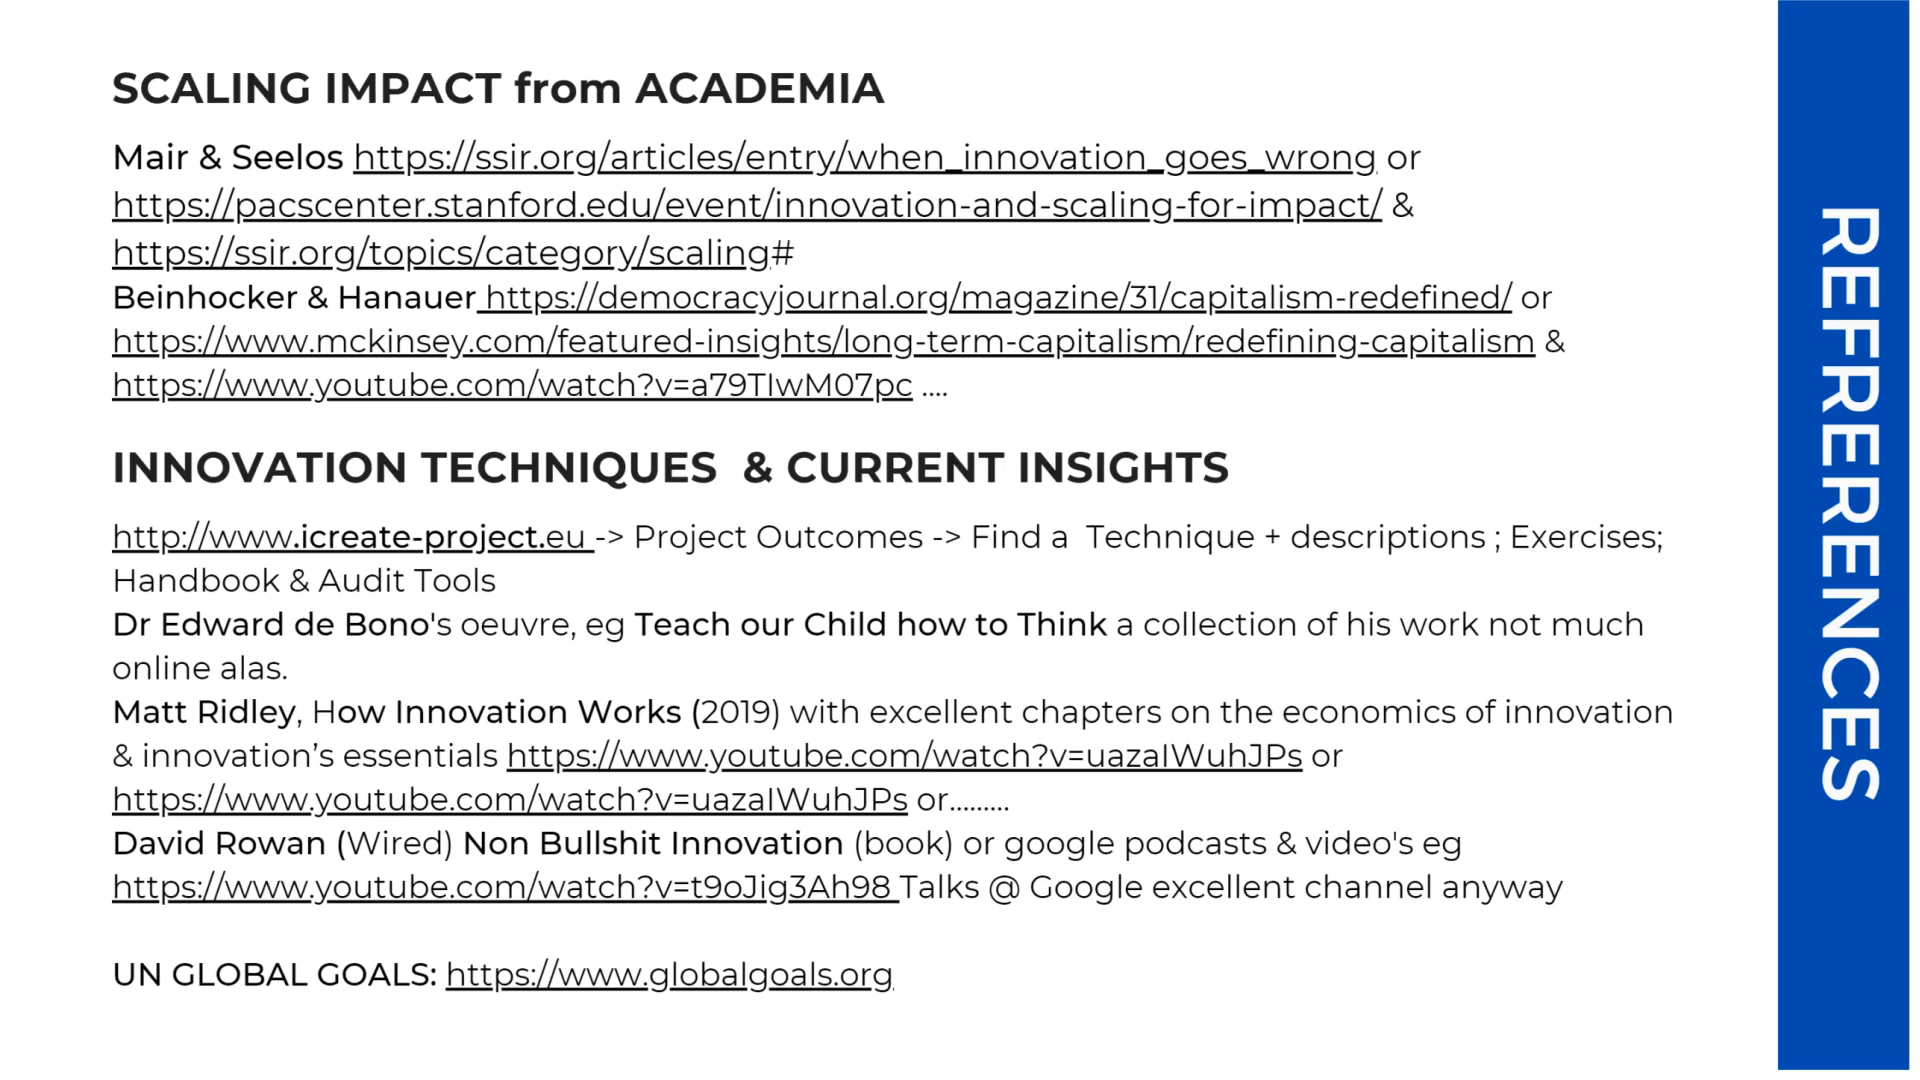 SCALING IMPACT from ACADEMIA
Mair & Seelos https://ssir.org/articles/entry/when_innovation_goes_wrong or
https://pacscenter.stanford.edu/event/innovation-and-scaling-for-impact/ &
https://ssir.org/topics/category/scaling#
Beinhocker & Hanauer https://democracyjournal.org/magazine/31/capitalism-redefined/ or
https://www.mckinsey.com/featured-insights/long-term-capitalism/redefining-capitalism &
https://www.youtube.com/watch?v=a79TIwM07pc ....
INNOVATION TECHNIQUES  & CURRENT INSIGHTS
http://www.icreate-project.eu -> Project Outcomes -> Find a  Technique + descriptions ; Exercises;
Handbook & Audit Tools
Dr Edward de Bono's oeuvre, eg Teach our Child how to Think a collection of his work not much
online alas.
Matt Ridley, How Innovation Works (2019) with excellent chapters on the economics of innovation
& innovation’s essentials https://www.youtube.com/watch?v=uazaIWuhJPs or
https://www.youtube.com/watch?v=uazaIWuhJPs or.........
David Rowan (Wired) Non Bullshit Innovation (book) or google podcasts & video's eg
https://www.youtube.com/watch?v=t9oJig3Ah98 Talks @ Google excellent channel anyway
UN GLOBAL GOALS: https://www.globalgoals.org
REFRERENCES